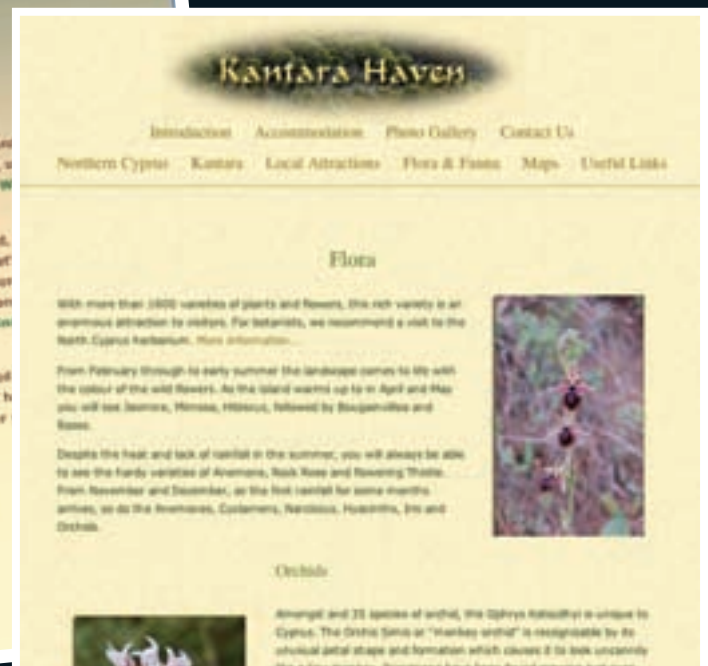 Kantara Haven
Introduction Accommodation Photo Gallery Contact Us
Northern Cyprus Kantara Local Attractions Flora & Fauna Maps Useful Links
Flora
With more than 1600 varieties of plants and flowers, this rich variety is an
enormous attraction to visitors. For botanists, we recommend a visit to the
North Cyprus herbarium. More information...
From February through to early summer the landscape comes to life with
the colour of the wild flowers. As the island warms up to in April and May
you will see Jasmine, Mimosa, Hibiscus, followed by Bougainvillea and
Roses.
Despite the heat and lack of rainfall in the summer, you will always be able
to see the hardy varieties of Anemone, Rock Rose and flowering Thistle.
From November and December, as the first rainfall for some months
arrives, so do the Anemones, Cyclamens, Narcissus, Hyacinths, Iris and
Orchids.
Orchids
Amongst and 35 species of orchid, the Ophrys Kotschyi is unique to
Cyprus. The Orchis Simia or "monkey orchid" is recognisable by its
unusual petal shape and formation which causes it to look uncannily